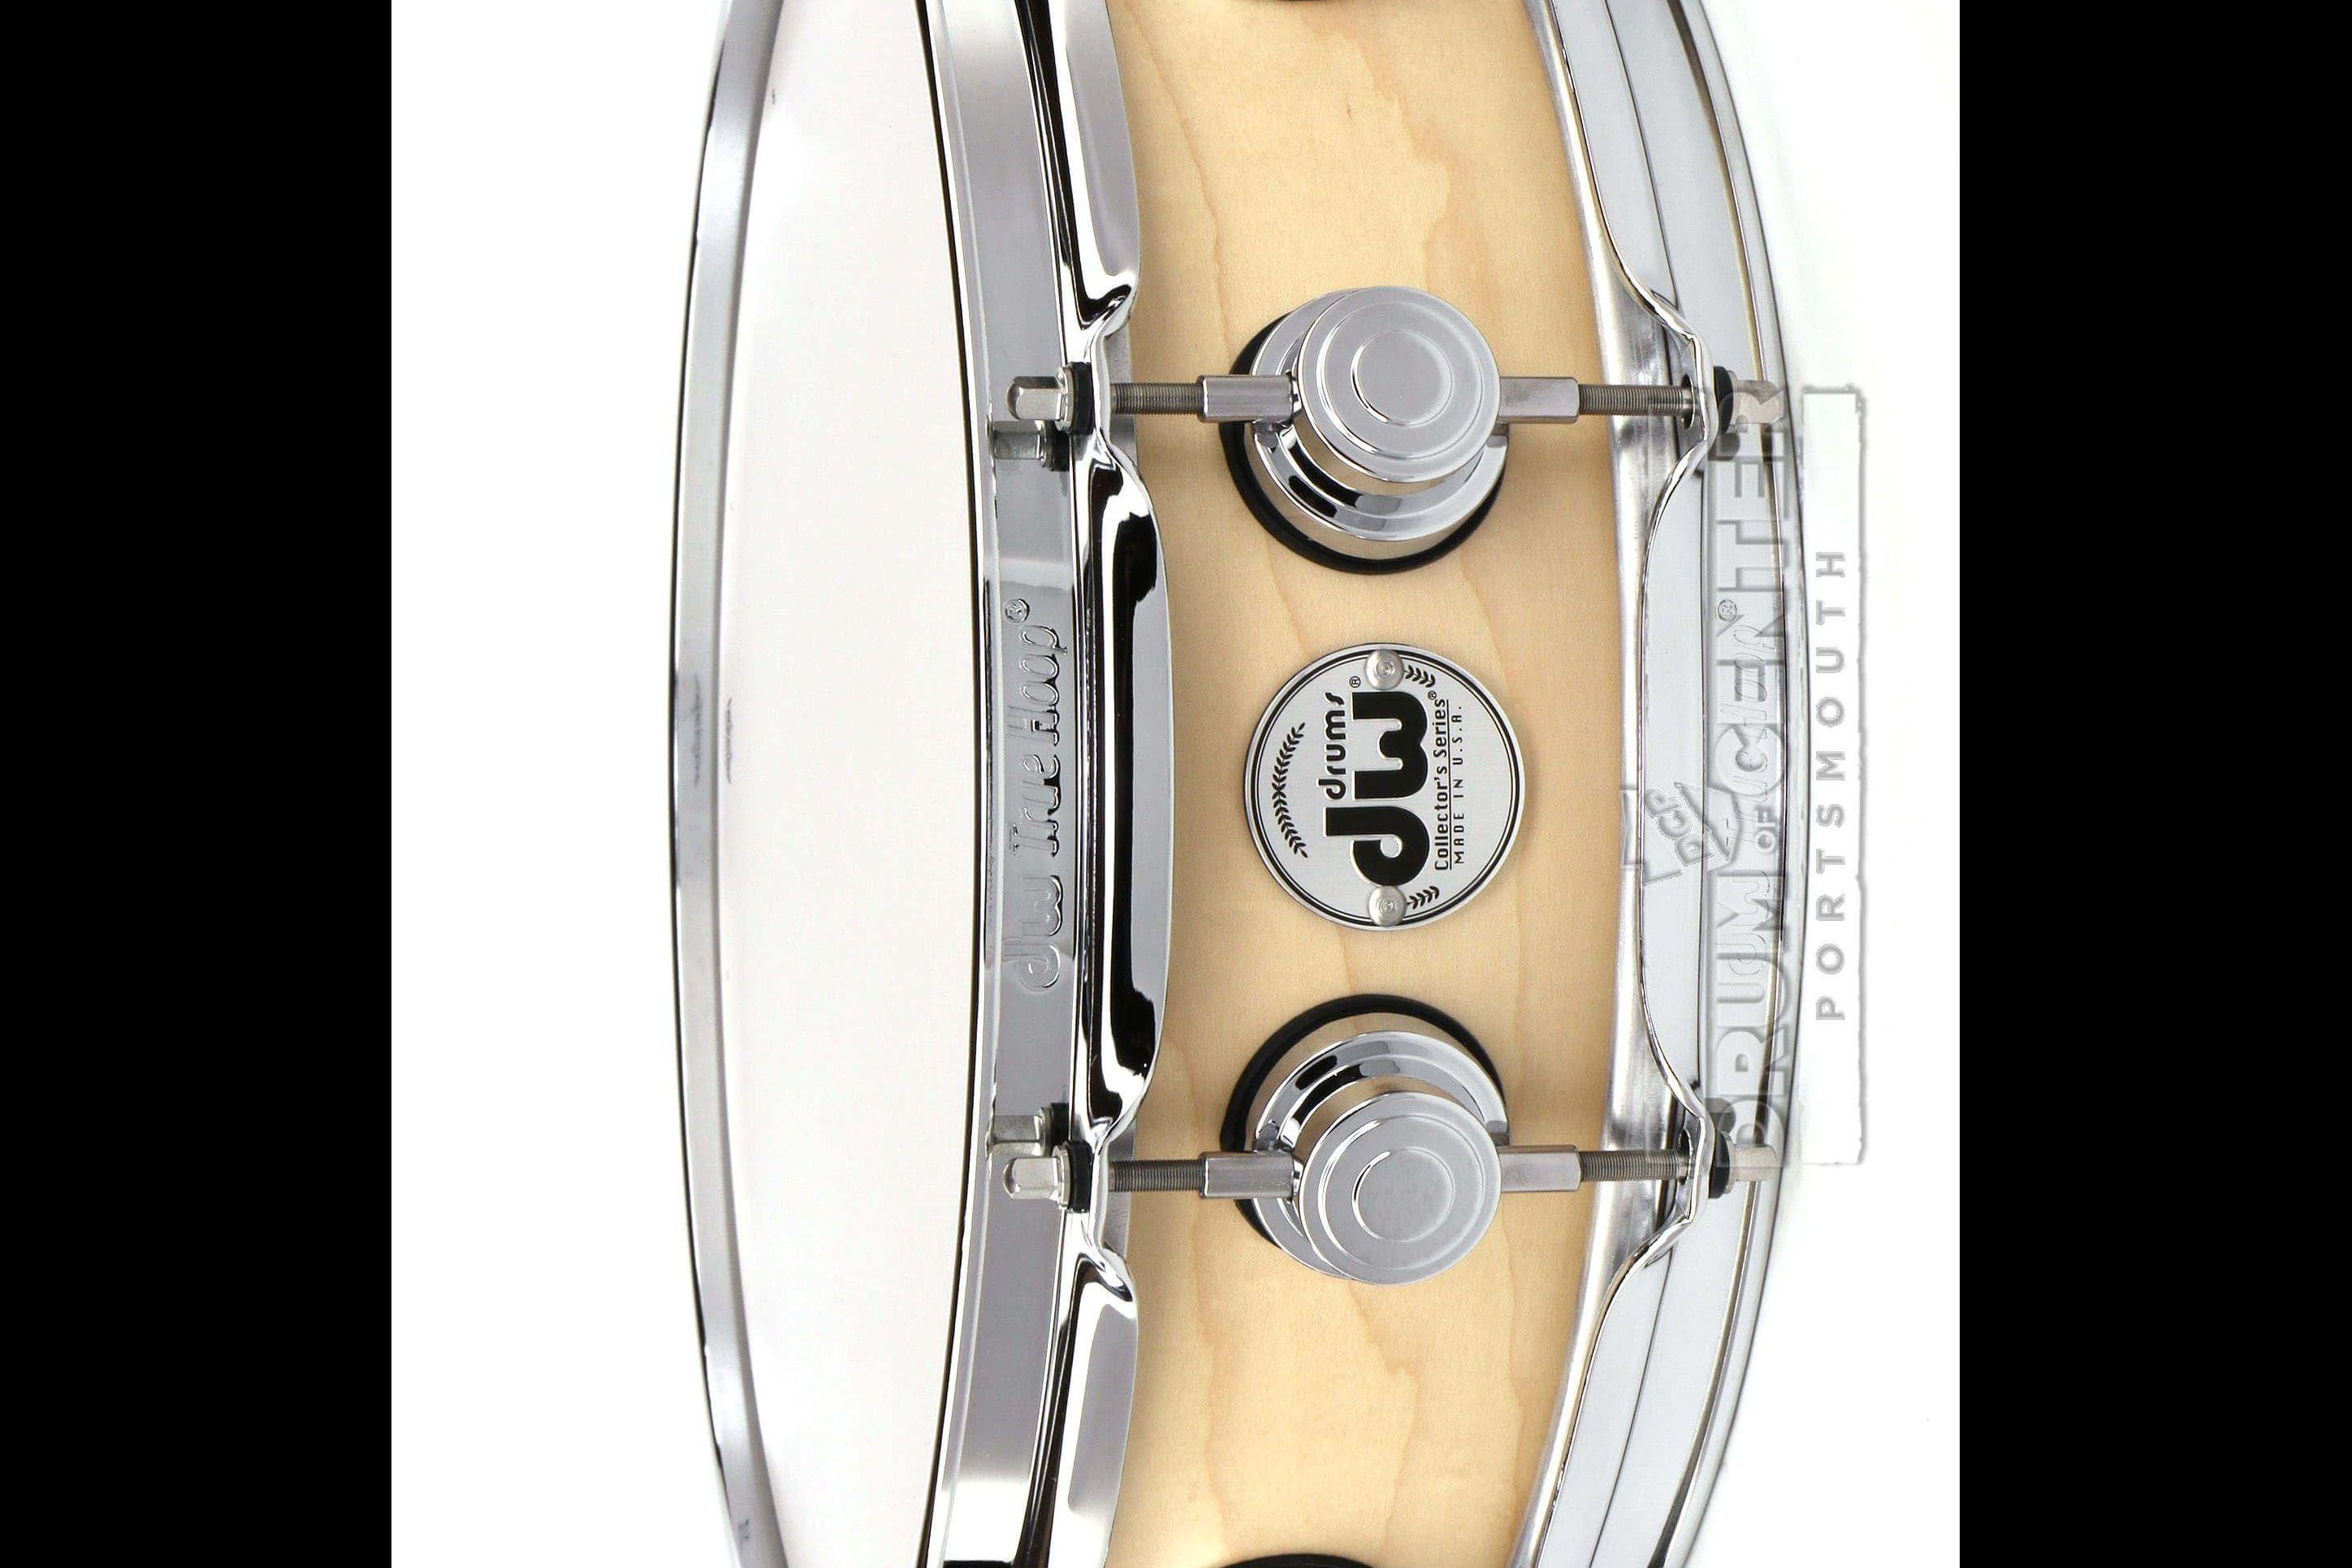 DW True Hoop®
drums®
dw
Collector's Series®
MADE IN U.S.A.
DCP
DRUM CENTER
OF
PORTSMOUTH